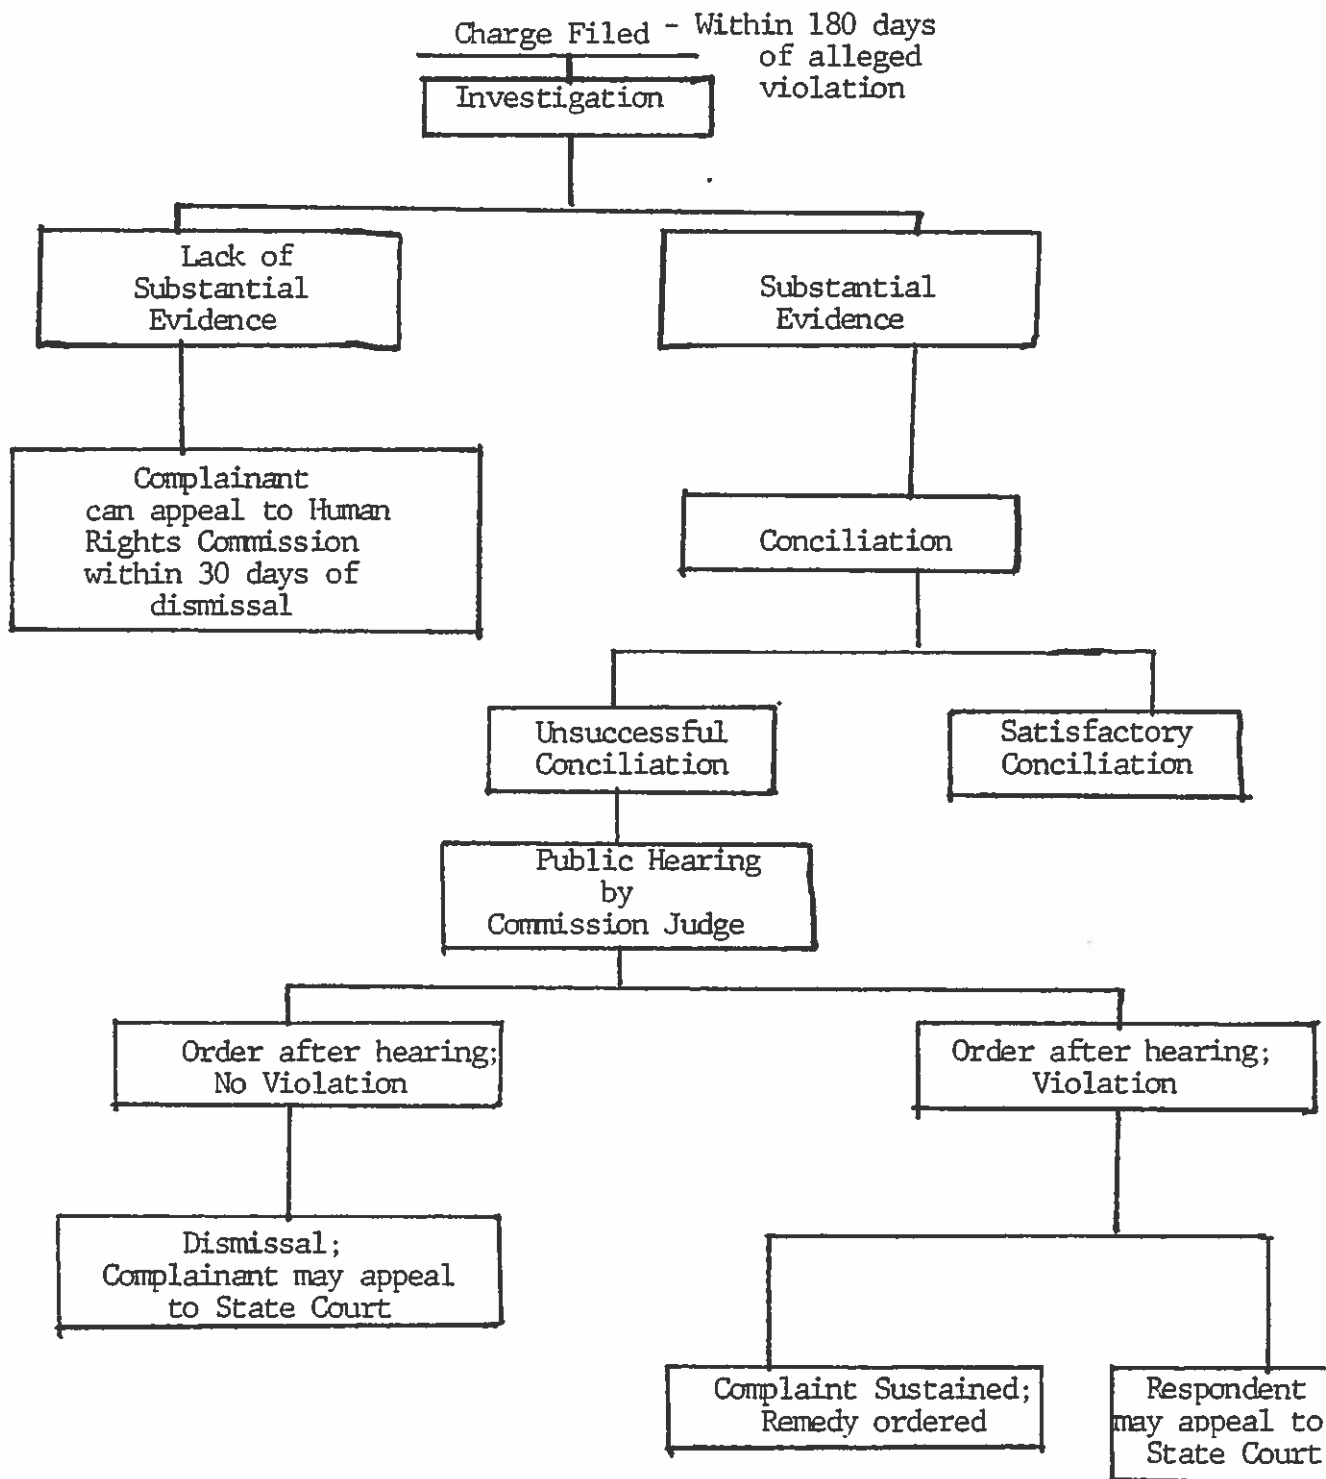 Charge Filed - Within 180 days
of alleged
violation
Investigation
Lack of
Substantial
Evidence
Substantial
Evidence
Complainant
can appeal to Human
Rights Commission
within 30 days of
dismissal
Conciliation
Unsuccessful
Conciliation
Satisfactory
Conciliation
Public Hearing
by
Commission Judge
Order after hearing;
No Violation
Order after hearing;
Violation
Dismissal;
Complainant may appeal
to State Court
Complaint Sustained;
Remedy ordered
Respondent
may appeal to
State Court